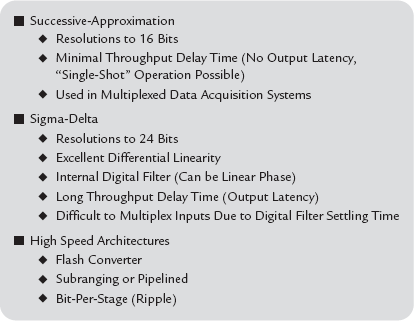 ■ Successive-Approximation
◆ Resolutions to 16 Bits
◆ Minimal Throughput Delay Time (No Output Latency,
“Single-Shot” Operation Possible)
◆ Used in Multiplexed Data Acquisition Systems
■ Sigma-Delta
◆ Resolutions to 24 Bits
◆ Excellent Differential Linearity
◆ Internal Digital Filter (Can be Linear Phase)
◆ Long Throughput Delay Time (Output Latency)
◆ Difficult to Multiplex Inputs Due to Digital Filter Settling Time
■ High Speed Architectures
◆ Flash Converter
◆ Subranging or Pipelined
◆ Bit-Per-Stage (Ripple)